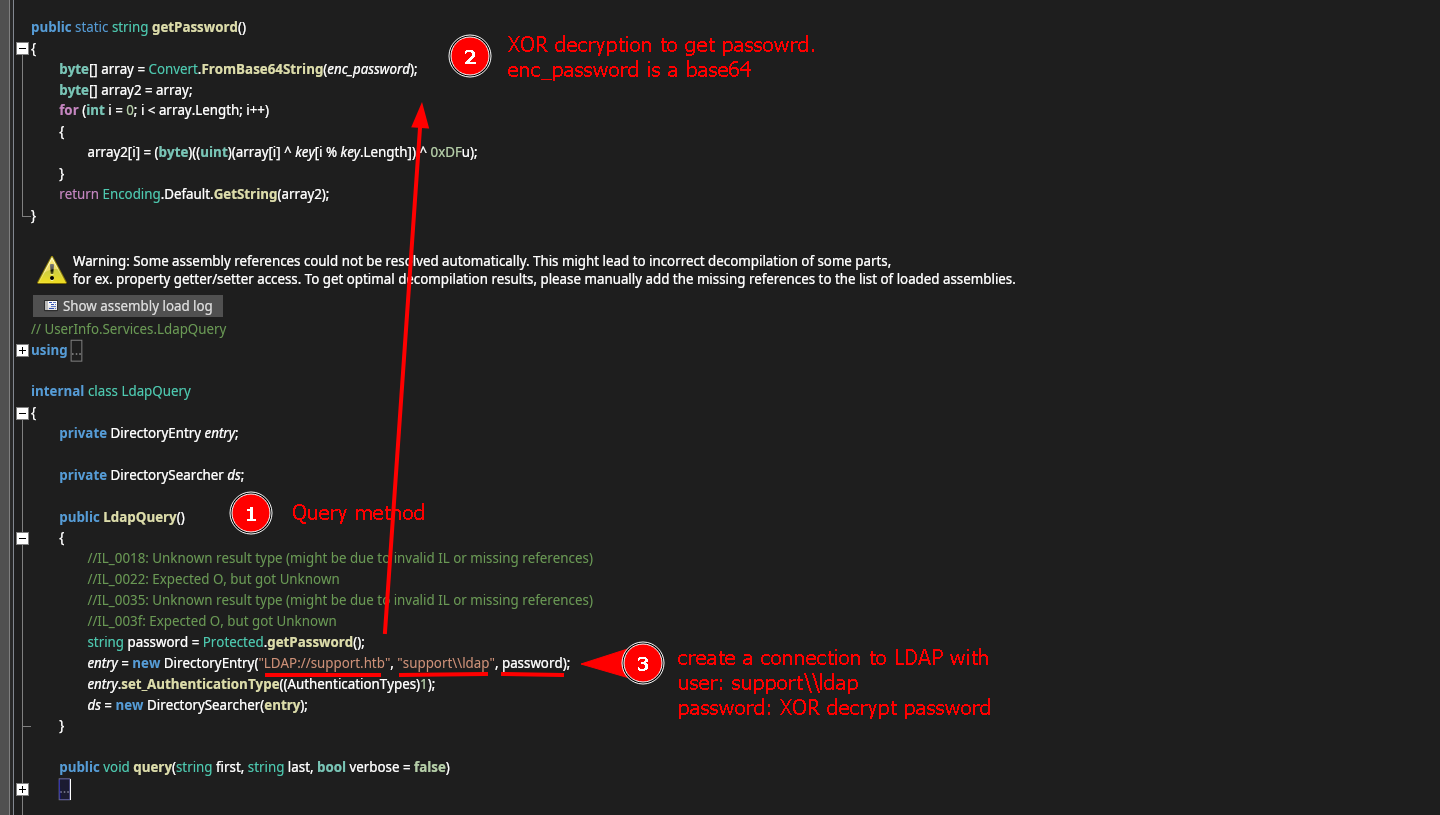 public static string getPassword()
{
byte[] array = Convert.FromBase64String(enc_password);
byte[] array2 = array;
for (int i = 0; i < array.Length; i++)
{
array2[i] = (byte)((uint)(array[i] ^ key[i % key.Length]) ^ 0xDFu);
}
return Encoding.Default.GetString(array2);
}
2
XOR decryption to get passowrd.
enc_password is a base64
Warning: Some assembly references could not be resolved automatically. This might lead to incorrect decompilation of some parts,
for ex. property getter/setter access. To get optimal decompilation results, please manually add the missing references to the list of loaded assemblies.
Show assembly load log
// UserInfo.Services.LdapQuery
using ...
internal class LdapQuery
{
private DirectoryEntry entry;
private DirectorySearcher ds;
public LdapQuery()
1 Query method
{
//IL_0018: Unknown result type (might be due to invalid IL or missing references)
//IL_0022: Expected O, but got Unknown
//IL_0035: Unknown result type (might be due to invalid IL or missing references)
//IL_003f: Expected O, but got Unknown
string password = Protected.getPassword();
entry = new DirectoryEntry("LDAP://support.htb", "support\\ldap", password);
entry.set_AuthenticationType((AuthenticationTypes)1);
ds = new DirectorySearcher(entry);
}
3
create a connection to LDAP with
user: support\\ldap
password: XOR decrypt password
public void query(string first, string last, bool verbose = false)
...